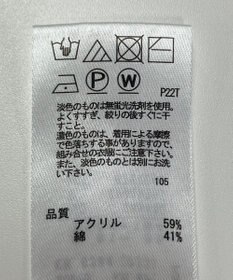 P W
P22T
淡色のものは無蛍光洗剤を使用。
よくすすぎ、絞りの後すぐに干
すこと。
濃色のものは、着用による摩擦
で色落ちする事がありますので、
組み合せの衣服にご注意下さい。
また、淡色のものとは別にお洗
い下さい。
105
品質
アクリル 59%
綿 41%